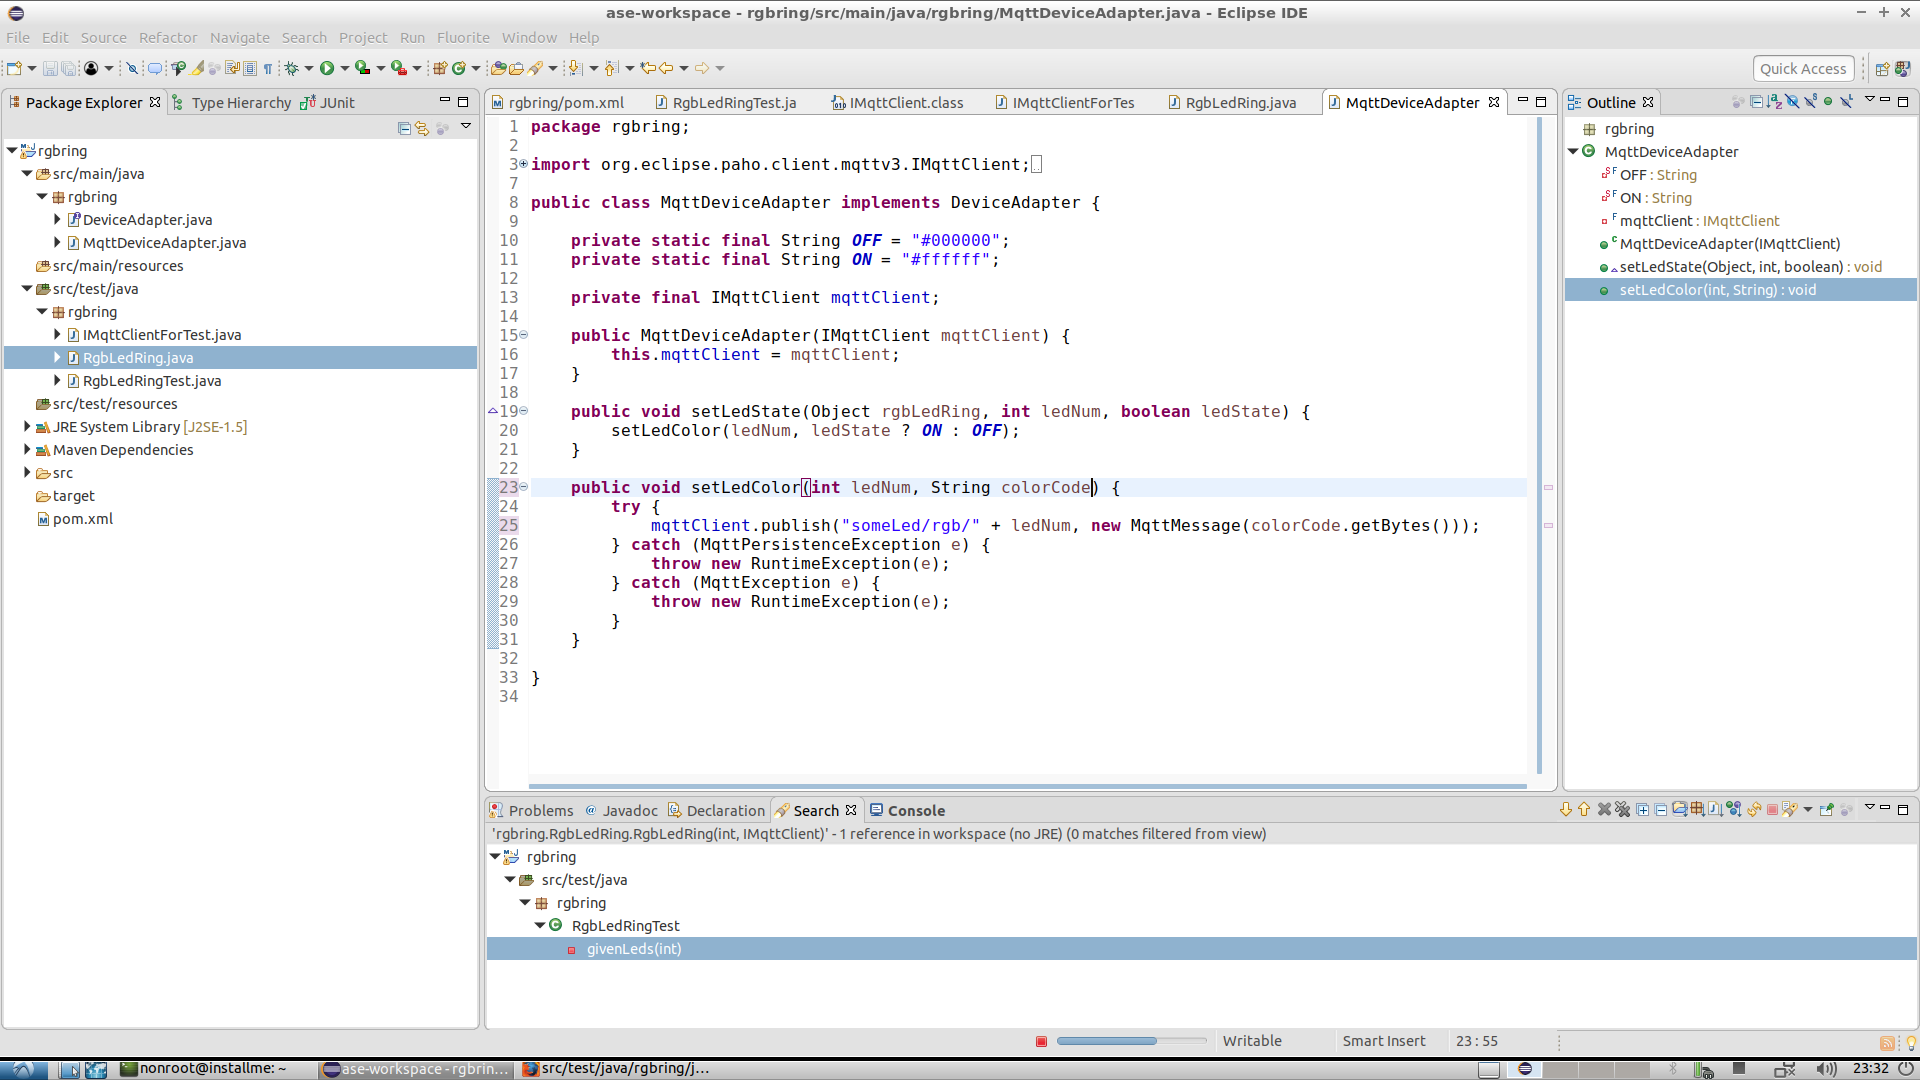 ase-workspace - rgbring/src/main/java/rgbring/MqttDeviceAdapter.java - Eclipse IDE
File Edit Source Refactor Navigate Search Project Run Fluorite Window Help
Quick Access
Package Explorer
Type Hierarchy
JUnit
rgbring
src/main/java
rgbring
DeviceAdapter.java
MqttDeviceAdapter.java
src/main/resources
src/test/java
rgbring
IMqttClientForTest.java
RgbLedRing.java
RgbLedRingTest.java
src/test/resources
JRE System Library [J2SE-1.5]
Maven Dependencies
src
target
pom.xml
rgbring/pom.xml
RgbLedRingTest.ja
IMqttClient.class
IMqttClientForTes
RgbLedRing.java
MqttDeviceAdapter
1 package rgbring;
2
3 import org.eclipse.paho.client.mqttv3.IMqttClient;
7
8 public class MqttDeviceAdapter implements DeviceAdapter {
9
10 private static final String OFF = "#000000";
11 private static final String ON = "#ffffff";
12
13 private final IMqttClient mqttClient;
14
15 public MqttDeviceAdapter(IMqttClient mqttClient) {
16 this.mqttClient = mqttClient;
17 }
18
19 public void setLedState(Object rgbLedRing, int ledNum, boolean ledState) {
20 setLedColor(ledNum, ledState ? ON : OFF);
21 }
22
23 public void setLedColor(int ledNum, String colorCode) {
24 try {
25 mqttClient.publish("someLed/rgb/" + ledNum, new MqttMessage(colorCode.getBytes()));
26 } catch (MqttPersistenceException e) {
27 throw new RuntimeException(e);
28 } catch (MqttException e) {
29 throw new RuntimeException(e);
30 }
31 }
32
33 }
34
Outline
rgbring
MqttDeviceAdapter
OFF : String
ON : String
mqttClient : IMqttClient
MqttDeviceAdapter(IMqttClient)
setLedState(Object, int, boolean) : void
setLedColor(int, String) : void
Problems
@ Javadoc
Declaration
Search
Console
'rgbring.RgbLedRing.RgbLedRing(int, IMqttClient)' - 1 reference in workspace (no JRE) (0 matches filtered from view)
rgbring
src/test/java
rgbring
RgbLedRingTest
givenLeds(int)
Writable
Smart Insert
23 : 55
nonroot@installme: ~
ase-workspace - rgbrin...
src/test/java/rgbring/j...
23:32